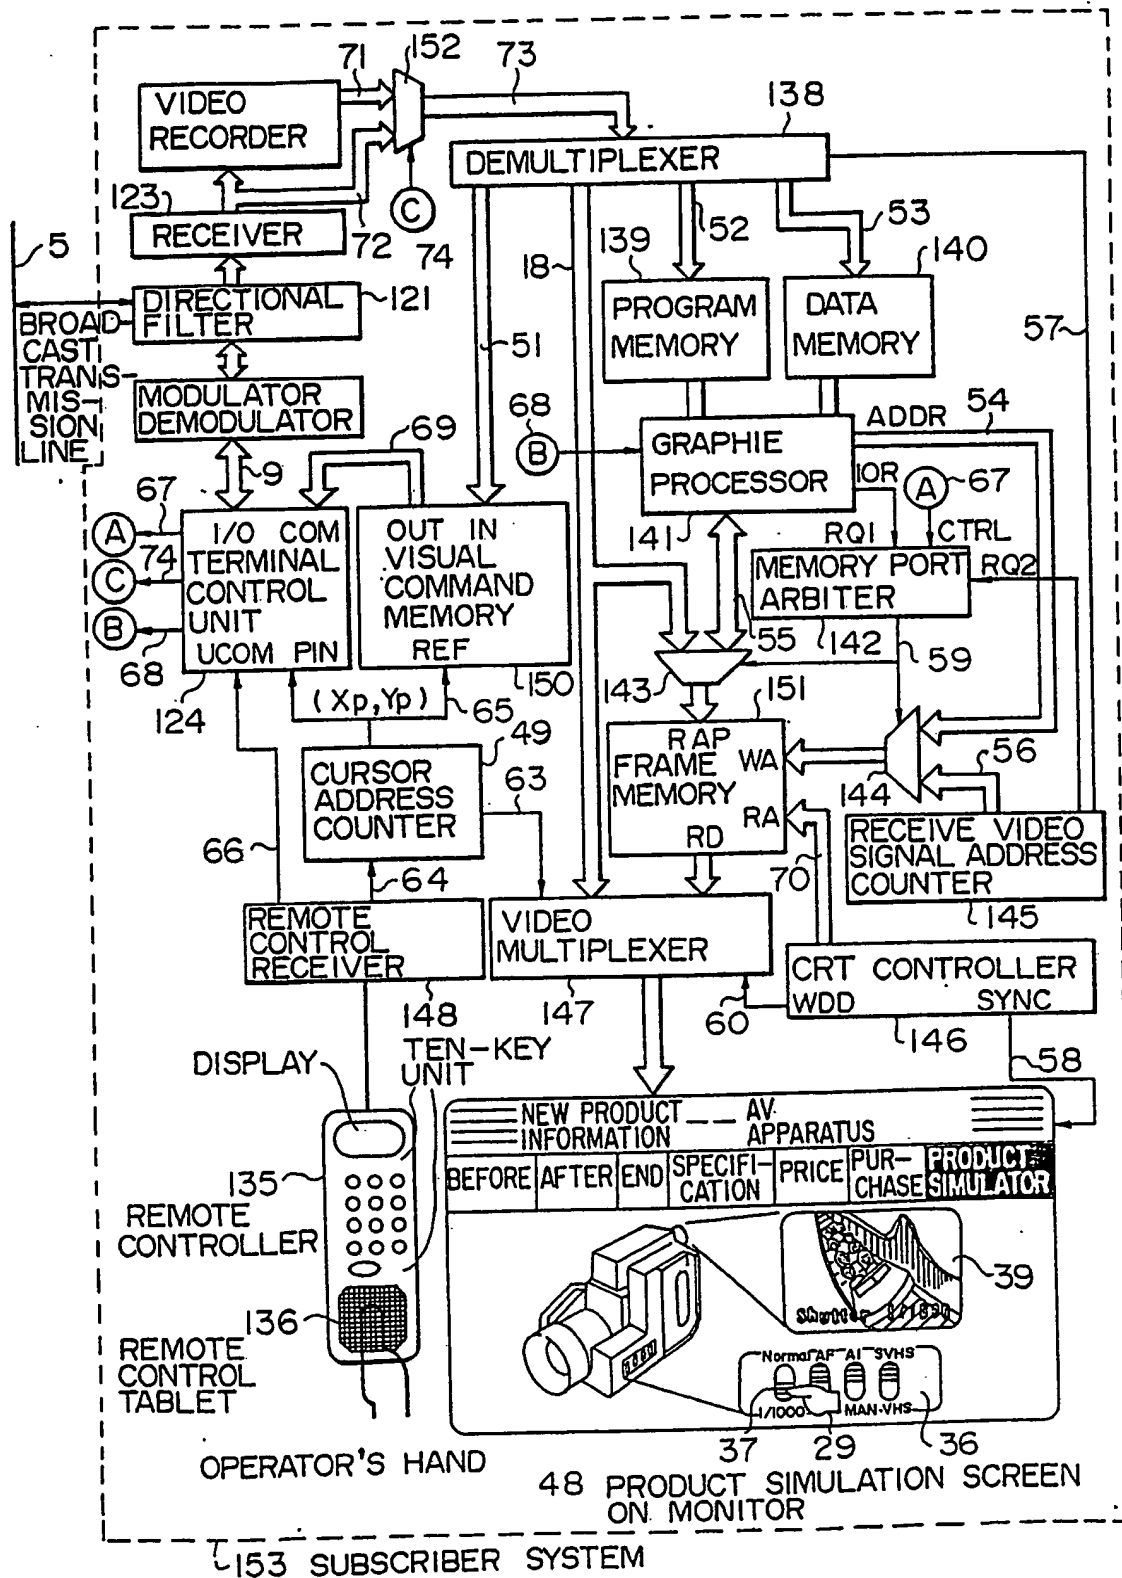 71
152
73
138
VIDEO
RECORDER
DEMULTIPLEXER
123
RECEIVER
72
C
74
5
18
52
53
139
140
DIRECTIONAL
FILTER
121
BROAD
CAST
TRANS-
MIS-
SION
LINE
PROGRAM
MEMORY
DATA
MEMORY
51
57
MODULATOR
DEMODULATOR
69
68
B
GRAPHIE
PROCESSOR
ADDR
54
9
IOR
A
67
67
A
74
C
B
68
I/O COM
TERMINAL
CONTROL
UNIT
UCOM PIN
OUT IN
VISUAL
COMMAND
MEMORY
REF
141
RQ1
CTRL
MEMORY PORT
ARBITER
RQ2
55
142
59
124
(Xp,Yp)
65
150
143
151
49
RAP
FRAME
MEMORY
WA
RA
RD
144
56
CURSOR
ADDRESS
COUNTER
63
66
64
70
RECEIVE VIDEO
SIGNAL ADDRESS
COUNTER
145
REMOTE
CONTROL
RECEIVER
VIDEO
MULTIPLEXER
CRT CONTROLLER
WDD SYNC
148
147
60
146
58
TEN-KEY
UNIT
DISPLAY
135
REMOTE
CONTROLLER
136
REMOTE
CONTROL
TABLET
NEW PRODUCT
INFORMATION
-- AV
APPARATUS
BEFORE
AFTER
END
SPECIFI-
CATION
PRICE
PUR-
CHASE
PRODUCT
SIMULATOR
Shutter
39
Normal AF AI SVHS
1/1000 MAN-VHS
37
29
36
OPERATOR'S HAND
48 PRODUCT SIMULATION SCREEN
ON MONITOR
153 SUBSCRIBER SYSTEM